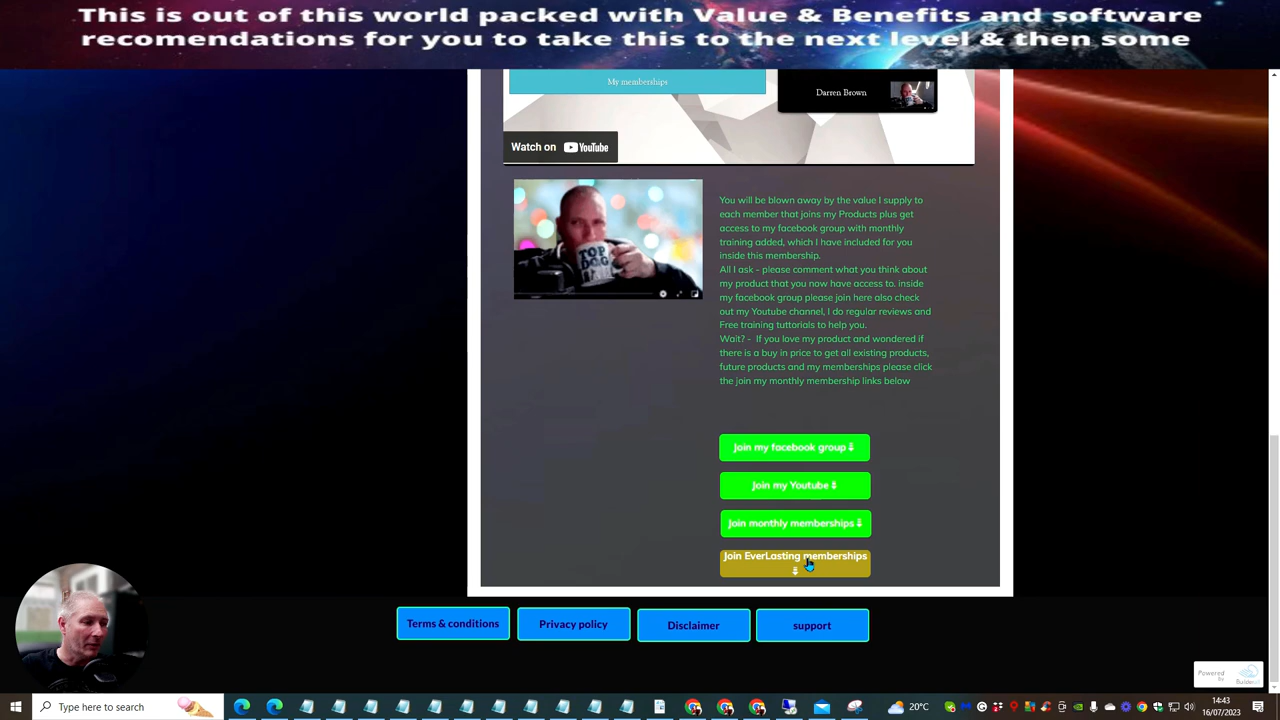 This is out of this world packed with Value & Benefits and software
recomendations for you to take this to the next level & then some
My memberships
Darren Brown
Watch on YouTube
TOP
DOG
You will be blown away by the value I supply to
each member that joins my Products plus get
access to my facebook group with monthly
training added, which I have included for you
inside this membership.
All I ask - please comment what you think about
my product that you now have access to. inside
my facebook group please join here also check
out my Youtube channel, I do regular reviews and
Free training tuttorials to help you.
Wait? - If you love my product and wondered if
there is a buy in price to get all existing products,
future products and my memberships please click
the join my monthly membership links below
Join my facebook group
Join my Youtube
Join monthly memberships
Join EverLasting memberships
Terms & conditions
Privacy policy
Disclaimer
support
Powered
By
Type here to search
20°C
14:43
16/07/2023